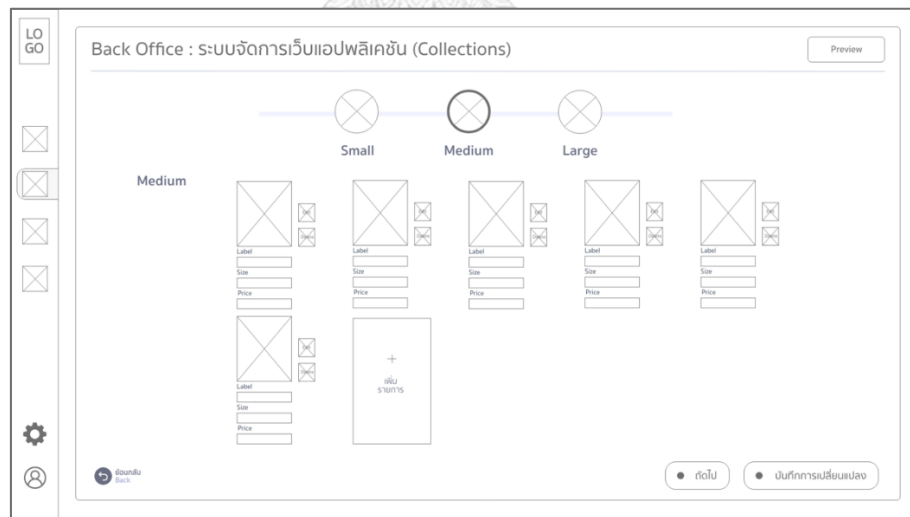 LO
GO
Back Office : ระบบจัดการเว็บแอปพลิเคชัน (Collections)
Preview
Small Medium Large
Medium
Label Label Label Label Label
Size Size Size Size Size
Price Price Price Price Price
Label
Size
Price
+
เพิ่ม
รายการ
ย้อนกลับ
Back
ถัดไป
บันทึกการเปลี่ยนแปลง